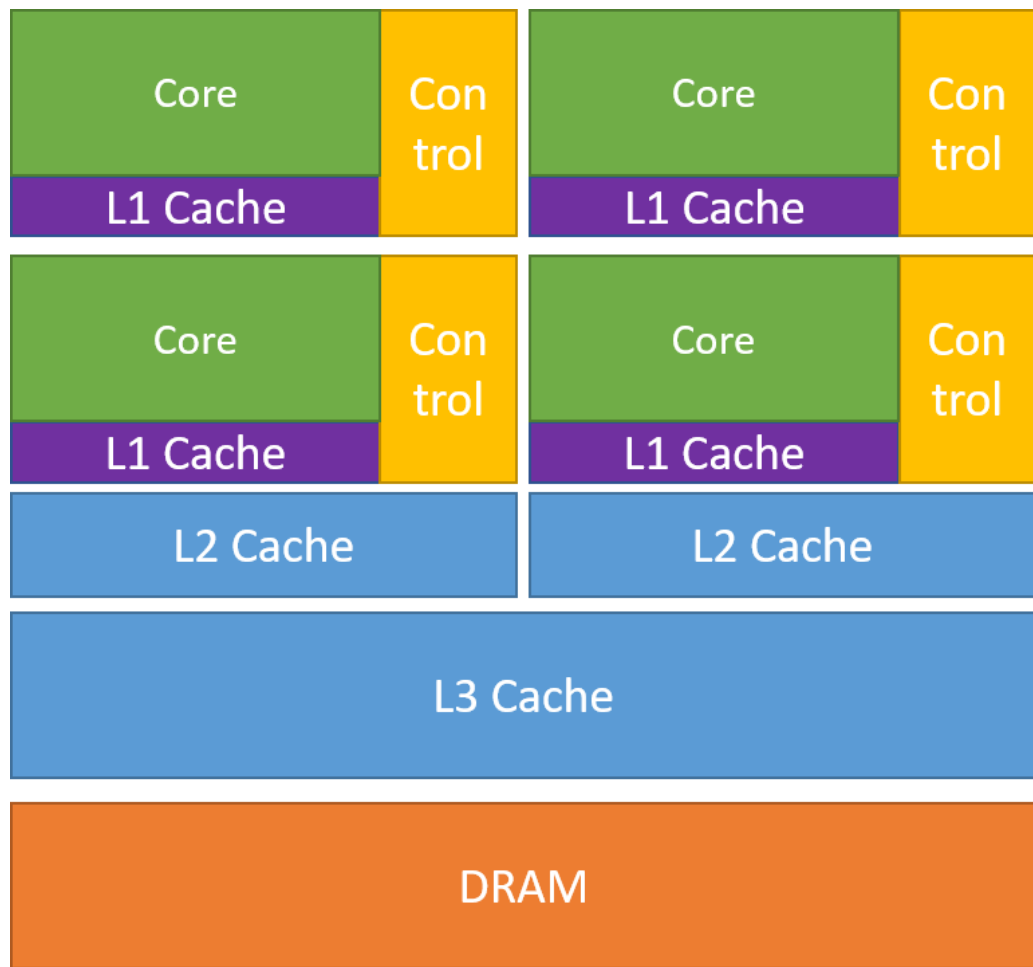 Core
Con
trol
L1 Cache
Core
Con
trol
L1 Cache
Core
Con
trol
L1 Cache
Core
Con
trol
L1 Cache
L2 Cache
L2 Cache
L3 Cache
DRAM